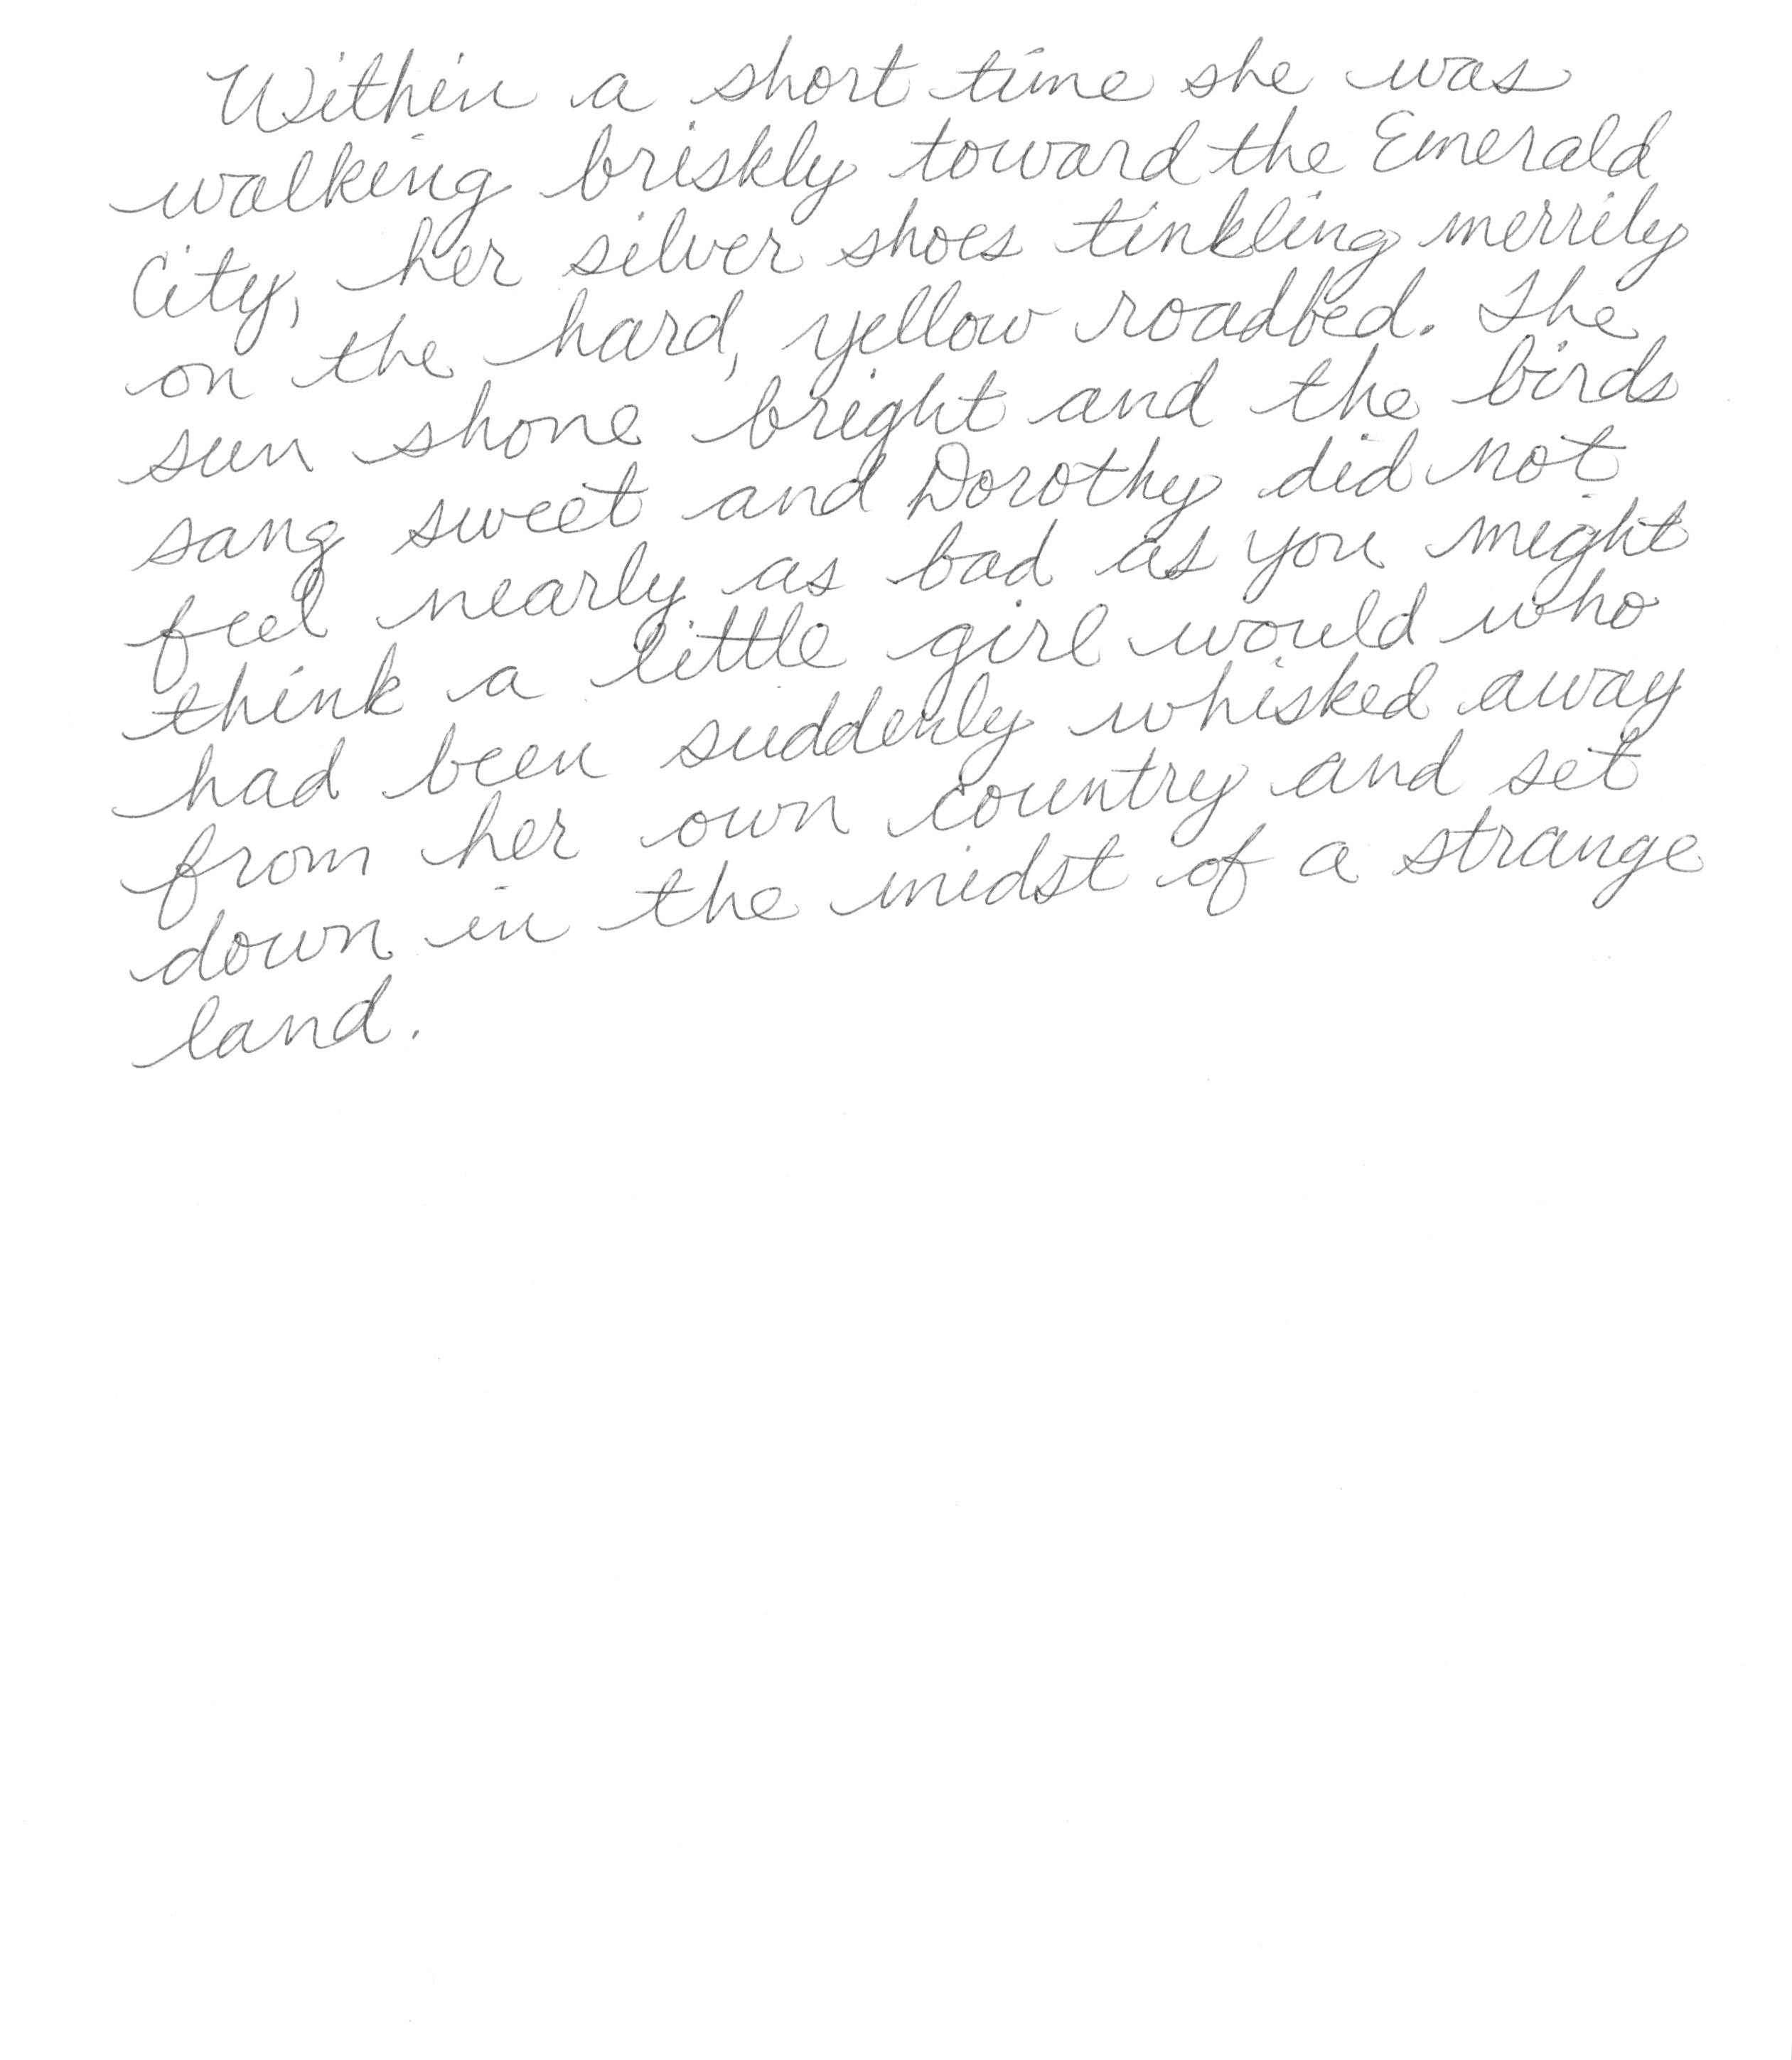 Within a short time she was
walking briskly toward the Emerald
City, her silver shoes tinkling merrily
on the hard, yellow roadbed. The
sun shone bright and the birds
sang sweet and Dorothy did not
feel nearly as bad as you might
think a little girl would who
had been suddenly whisked away
from her own country and set
down in the midst of a strange
land.